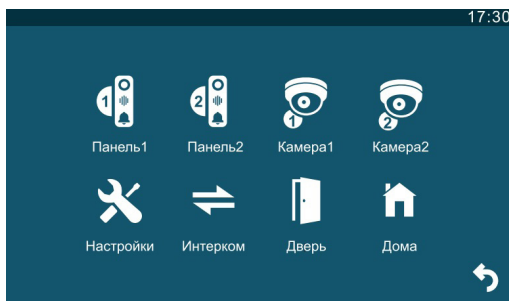 17:30
1 2 1 2
Панель1 Панель2 Камера1 Камера2
Настройки Интерком Дверь Дома